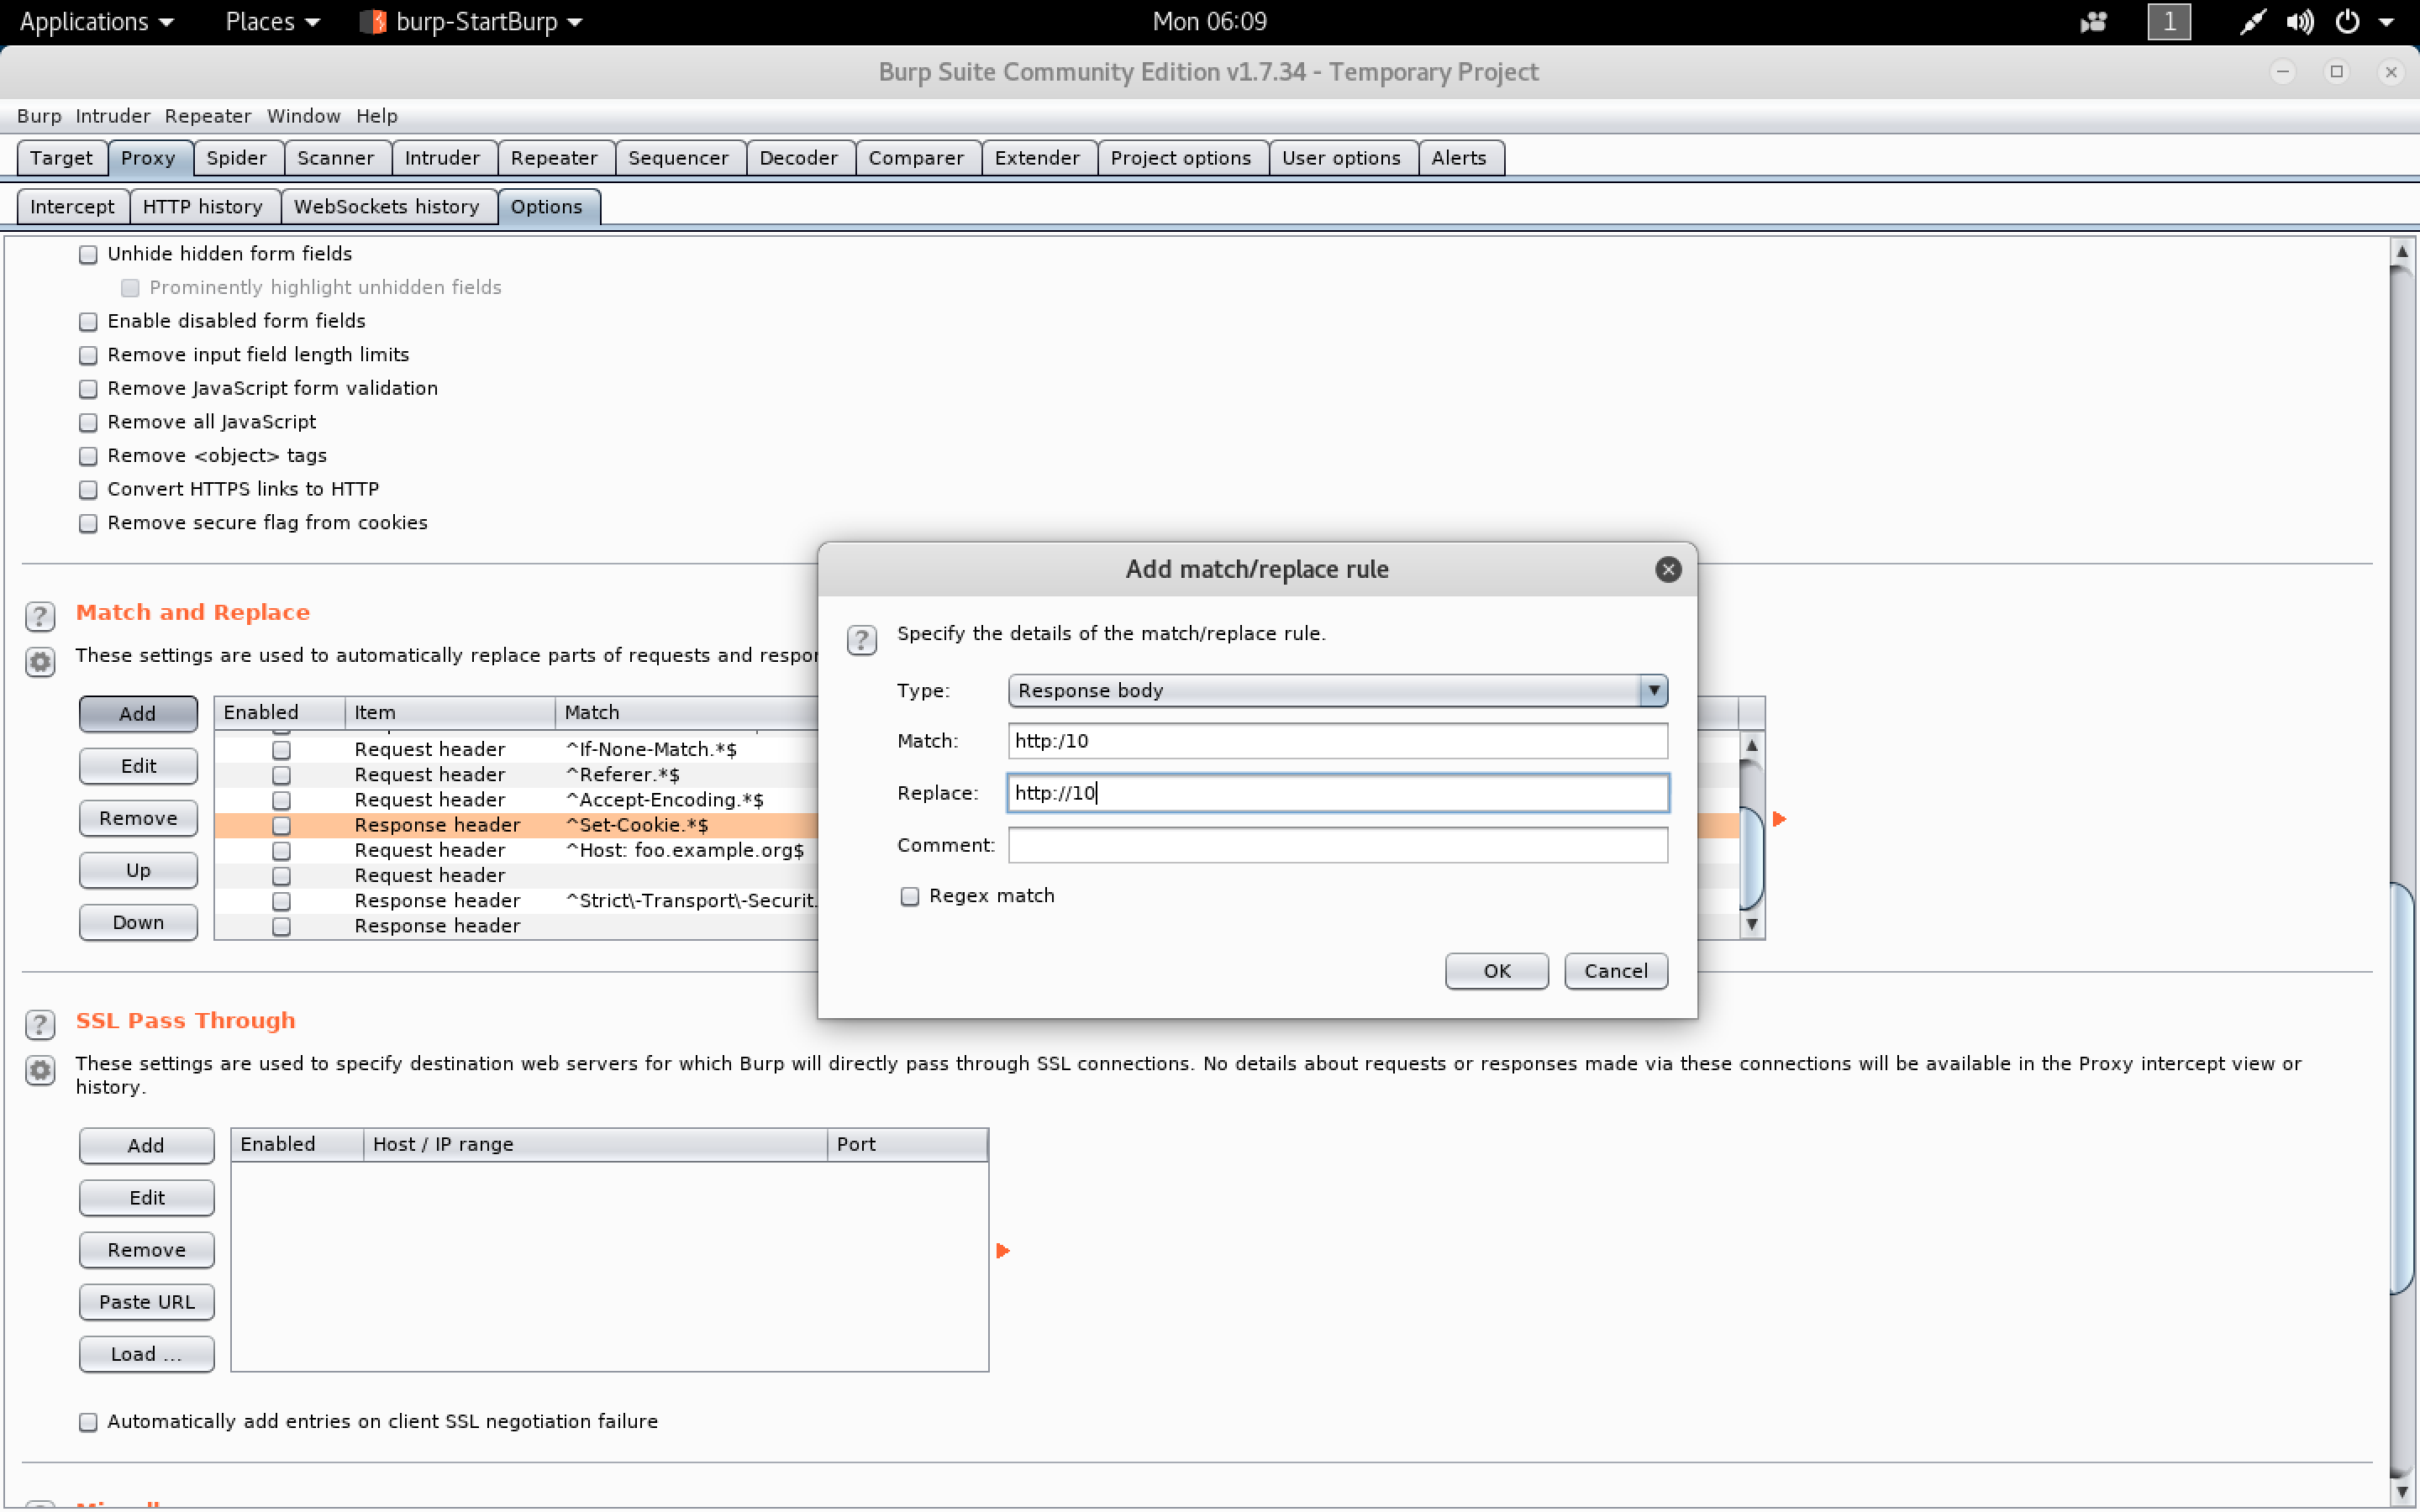 Applications Places burp-StartBurp Mon 06:09 1
Burp Suite Community Edition v1.7.34 - Temporary Project
Burp Intruder Repeater Window Help
Target Proxy Spider Scanner Intruder Repeater Sequencer Decoder Comparer Extender Project options User options Alerts
Intercept HTTP history WebSockets history Options
Unhide hidden form fields
Prominently highlight unhidden fields
Enable disabled form fields
Remove input field length limits
Remove JavaScript form validation
Remove all JavaScript
Remove <object> tags
Convert HTTPS links to HTTP
Remove secure flag from cookies
? Match and Replace
These settings are used to automatically replace parts of requests and respon
Add
Edit
Remove
Up
Down
Enabled Item Match
Request header ^If-None-Match.*$
Request header ^Referer.*$
Request header ^Accept-Encoding.*$
Response header ^Set-Cookie.*$
Request header ^Host: foo.example.org$
Request header
Response header ^Strict\-Transport\-Securit.
Response header
Add match/replace rule
? Specify the details of the match/replace rule.
Type: Response body
Match: http:/10
Replace: http://10
Comment:
Regex match
OK Cancel
? SSL Pass Through
These settings are used to specify destination web servers for which Burp will directly pass through SSL connections. No details about requests or responses made via these connections will be available in the Proxy intercept view or
history.
Add
Edit
Remove
Paste URL
Load ...
Enabled Host / IP range Port
Automatically add entries on client SSL negotiation failure